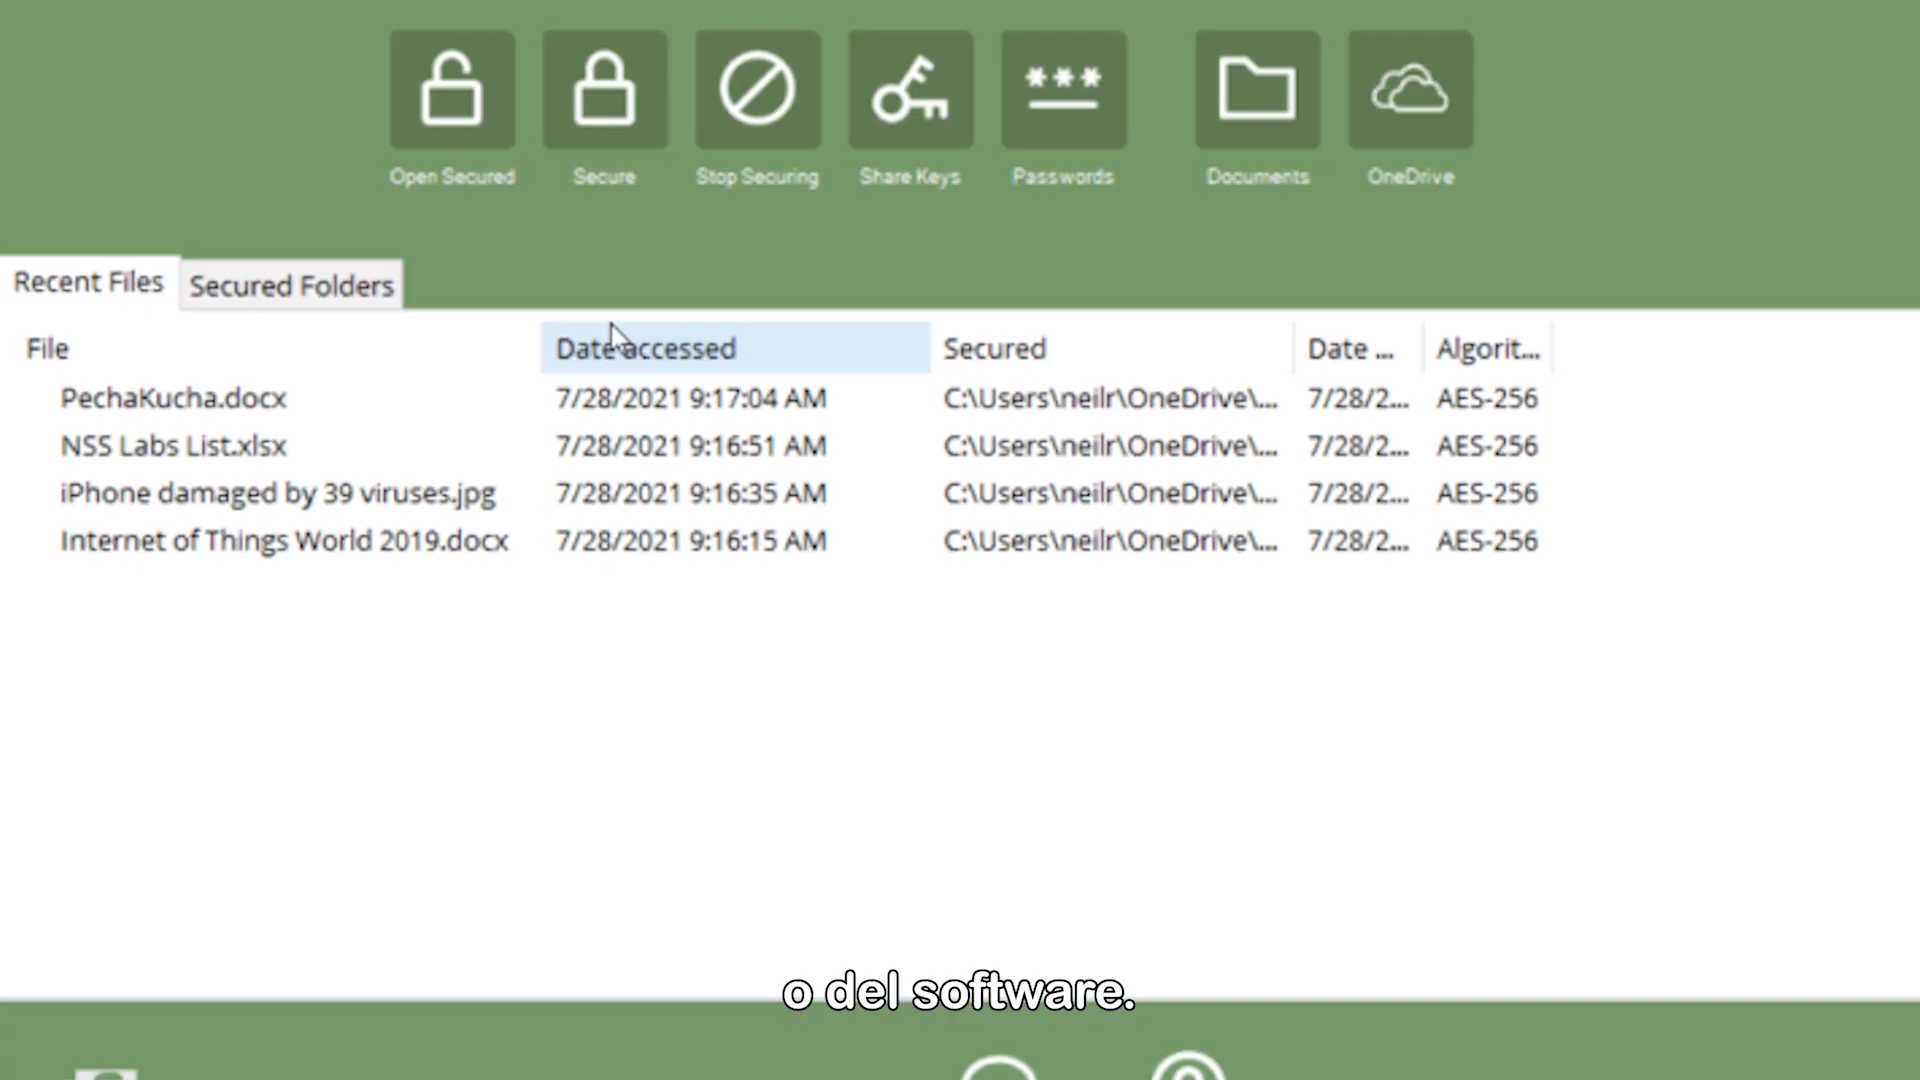 Open Secured Secure Stop Securing Share Keys Passwords Documents OneDrive
Recent Files Secured Folders
File Date accessed Secured Date ... Algorit...
PechaKucha.docx 7/28/2021 9:17:04 AM C:\Users\neilr\OneDrive\... 7/28/2... AES-256
NSS Labs List.xlsx 7/28/2021 9:16:51 AM C:\Users\neilr\OneDrive\... 7/28/2... AES-256
iPhone damaged by 39 viruses.jpg 7/28/2021 9:16:35 AM C:\Users\neilr\OneDrive\... 7/28/2... AES-256
Internet of Things World 2019.docx 7/28/2021 9:16:15 AM C:\Users\neilr\OneDrive\... 7/28/2... AES-256
o del software.